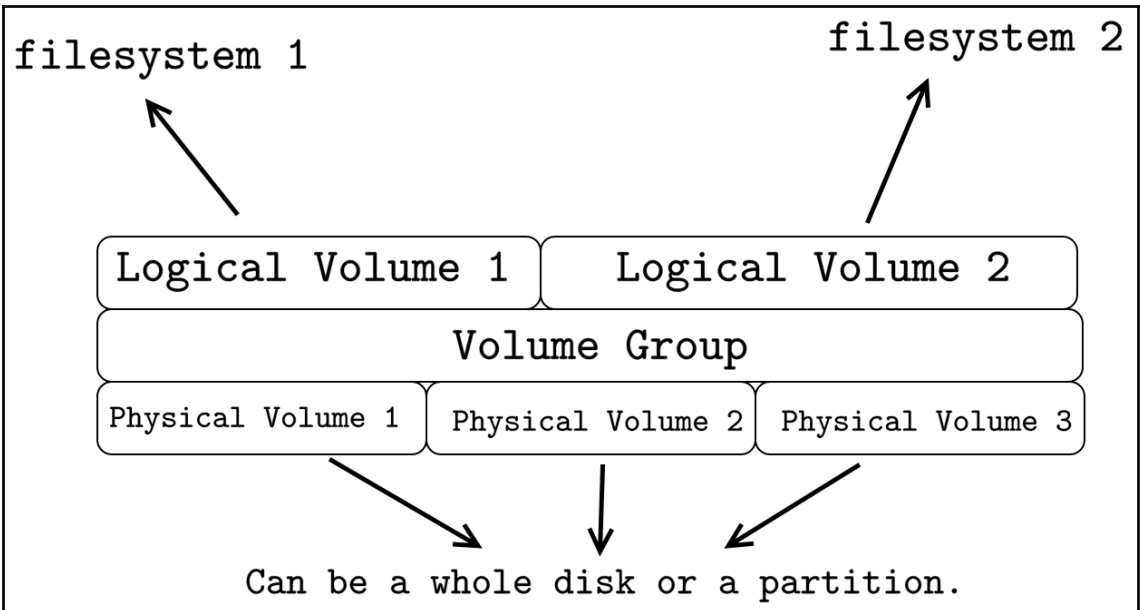 filesystem 1
filesystem 2
Logical Volume 1
Logical Volume 2
Volume Group
Physical Volume 1
Physical Volume 2
Physical Volume 3
Can be a whole disk or a partition.